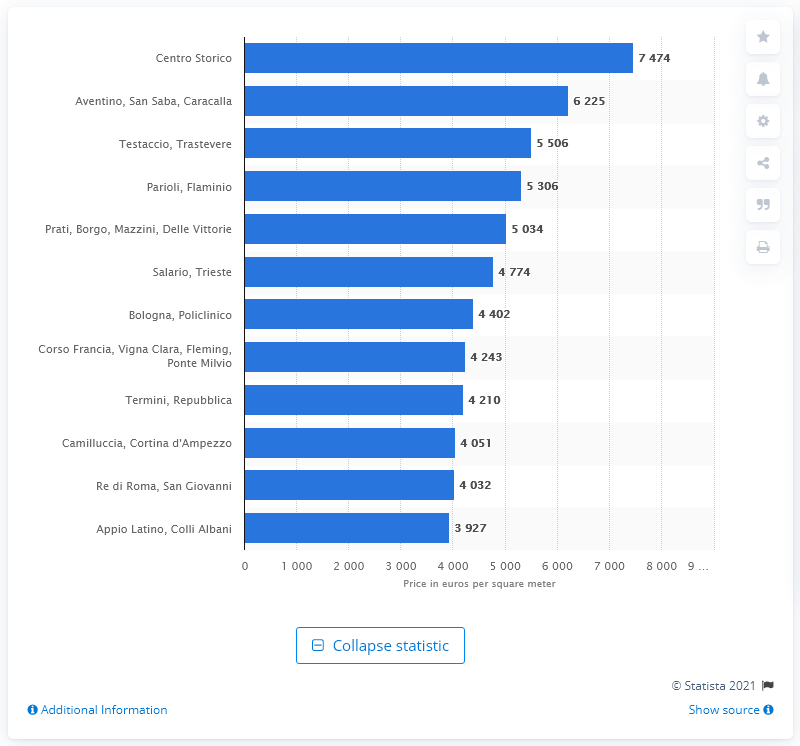 Centro Storico 7 474
Aventino, San Saba, Caracalla 6 225
Testaccio, Trastevere 5 506
Parioli, Flaminio 5 306
Prati, Borgo, Mazzini, Delle Vittorie 5 034
Salario, Trieste 4 774
Bologna, Policlinico 4 402
Corso Francia, Vigna Clara, Fleming,
Ponte Milvio 4 243
Termini, Repubblica 4 210
Camilluccia, Cortina d'Ampezzo 4 051
Re di Roma, San Giovanni 4 032
Appio Latino, Colli Albani 3 927
0 1 000 2 000 3 000 4 000 5 000 6 000 7 000 8 000 9 ...
Price in euros per square meter
Collapse statistic
© Statista 2021
Additional Information Show source